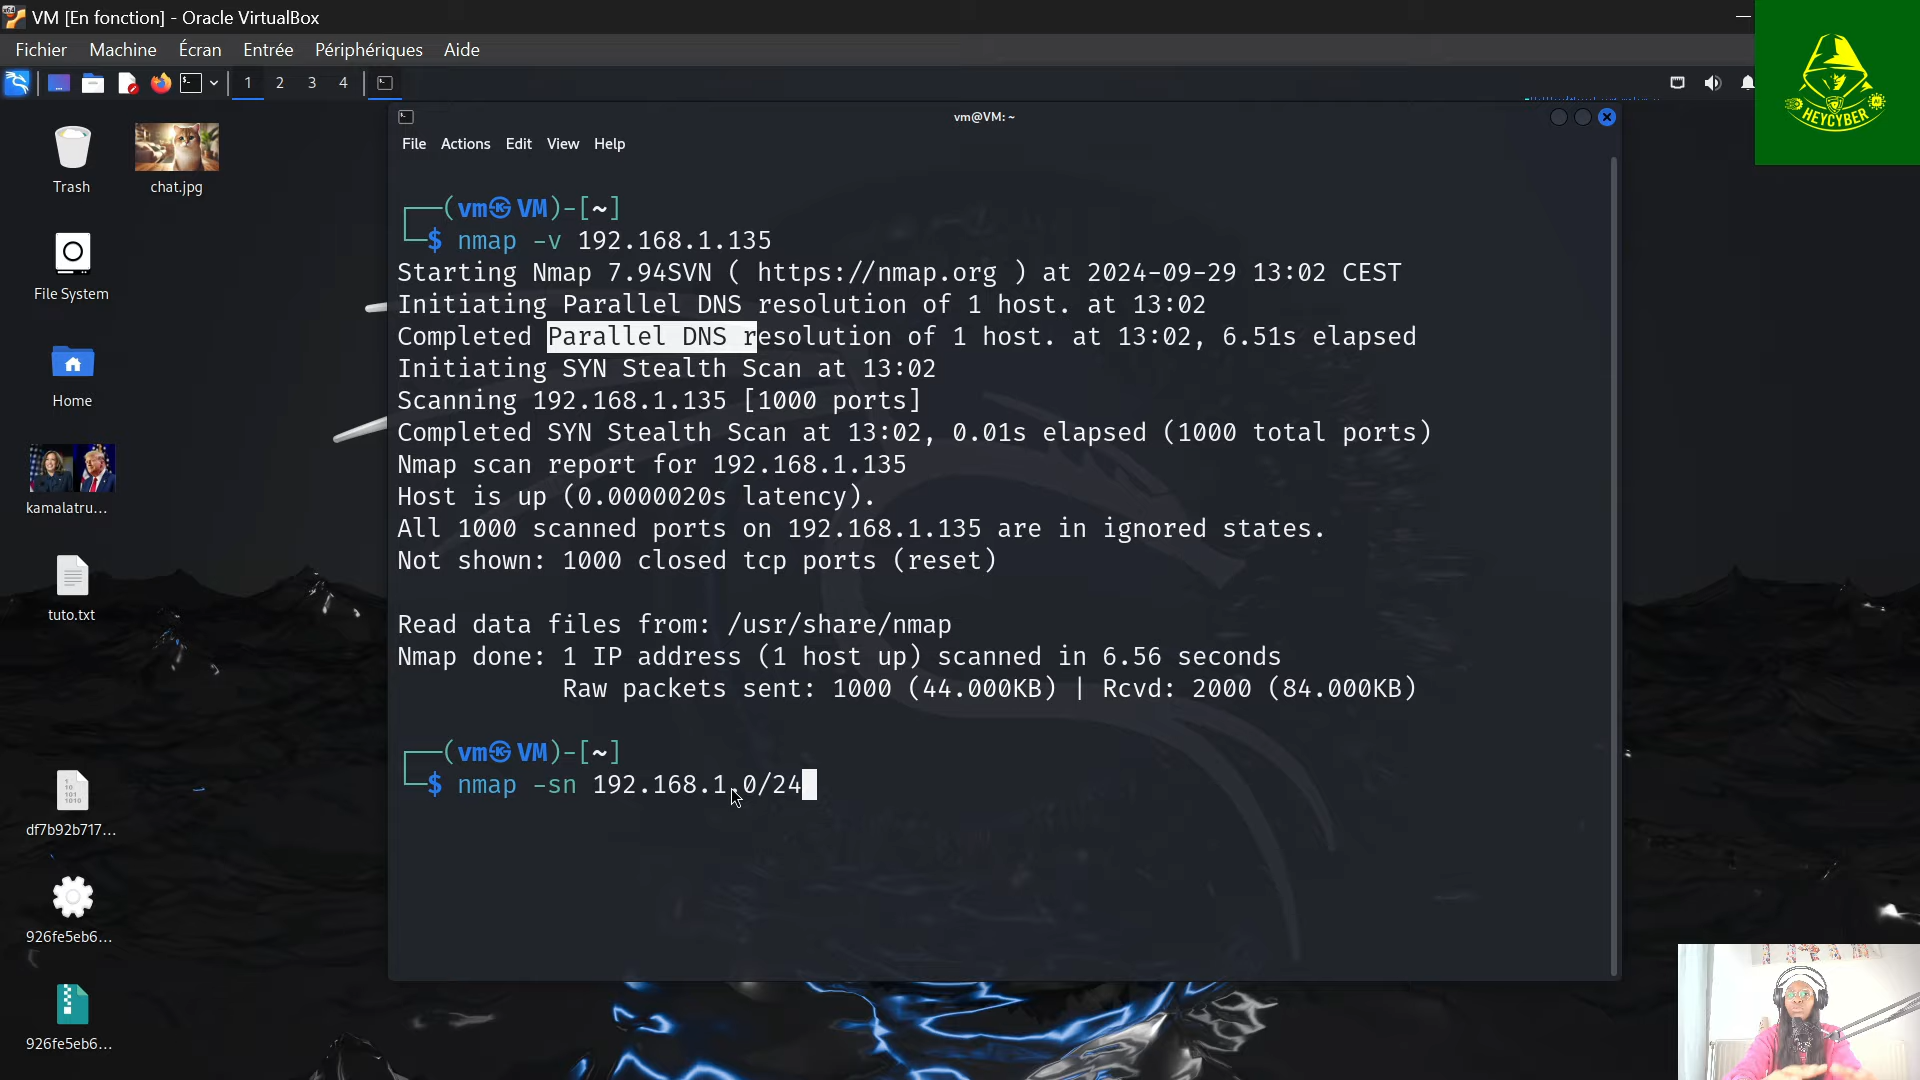 VM [En fonction] - Oracle VirtualBox
Fichier Machine Écran Entrée Périphériques Aide
1 2 3 4
HEYCYBER
vm@VM: ~
File Actions Edit View Help
Trash
chat.jpg
File System
Home
kamalatru...
tuto.txt
df7b92b717...
926fe5eb6...
926fe5eb6...
┌──(vm㉿VM)-[~]
└─$ nmap -v 192.168.1.135
Starting Nmap 7.94SVN ( https://nmap.org ) at 2024-09-29 13:02 CEST
Initiating Parallel DNS resolution of 1 host. at 13:02
Completed Parallel DNS resolution of 1 host. at 13:02, 6.51s elapsed
Initiating SYN Stealth Scan at 13:02
Scanning 192.168.1.135 [1000 ports]
Completed SYN Stealth Scan at 13:02, 0.01s elapsed (1000 total ports)
Nmap scan report for 192.168.1.135
Host is up (0.0000020s latency).
All 1000 scanned ports on 192.168.1.135 are in ignored states.
Not shown: 1000 closed tcp ports (reset)
Read data files from: /usr/share/nmap
Nmap done: 1 IP address (1 host up) scanned in 6.56 seconds
Raw packets sent: 1000 (44.000KB) | Rcvd: 2000 (84.000KB)
┌──(vm㉿VM)-[~]
└─$ nmap -sn 192.168.1.0/24